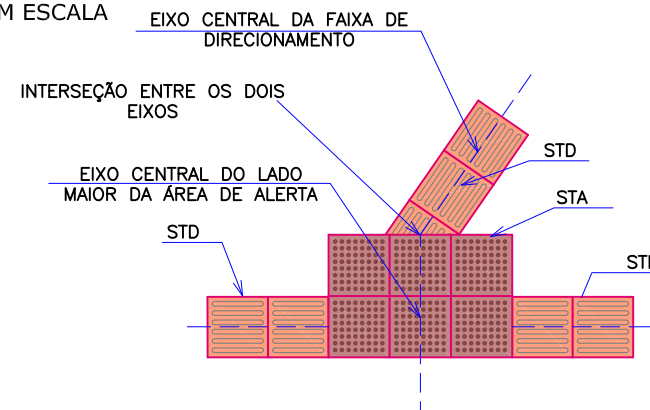 M ESCALA
EIXO CENTRAL DA FAIXA DE
DIRECIONAMENTO
INTERSEÇÃO ENTRE OS DOIS
EIXOS
STD
EIXO CENTRAL DO LADO
MAIOR DA ÁREA DE ALERTA
STA
STD